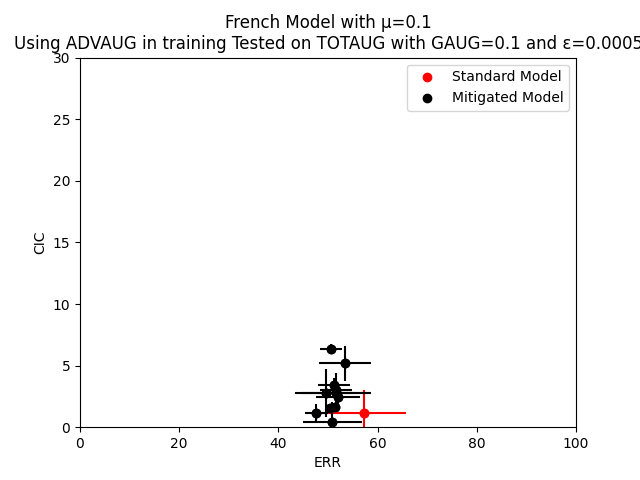 French Model with μ=0.1
Using ADVAUG in training Tested on TOTAUG with GAUG=0.1 and ε=0.0005
30
25
20
15
10
5
0
CIC
Standard Model
Mitigated Model
0 20 40 60 80 100
ERR